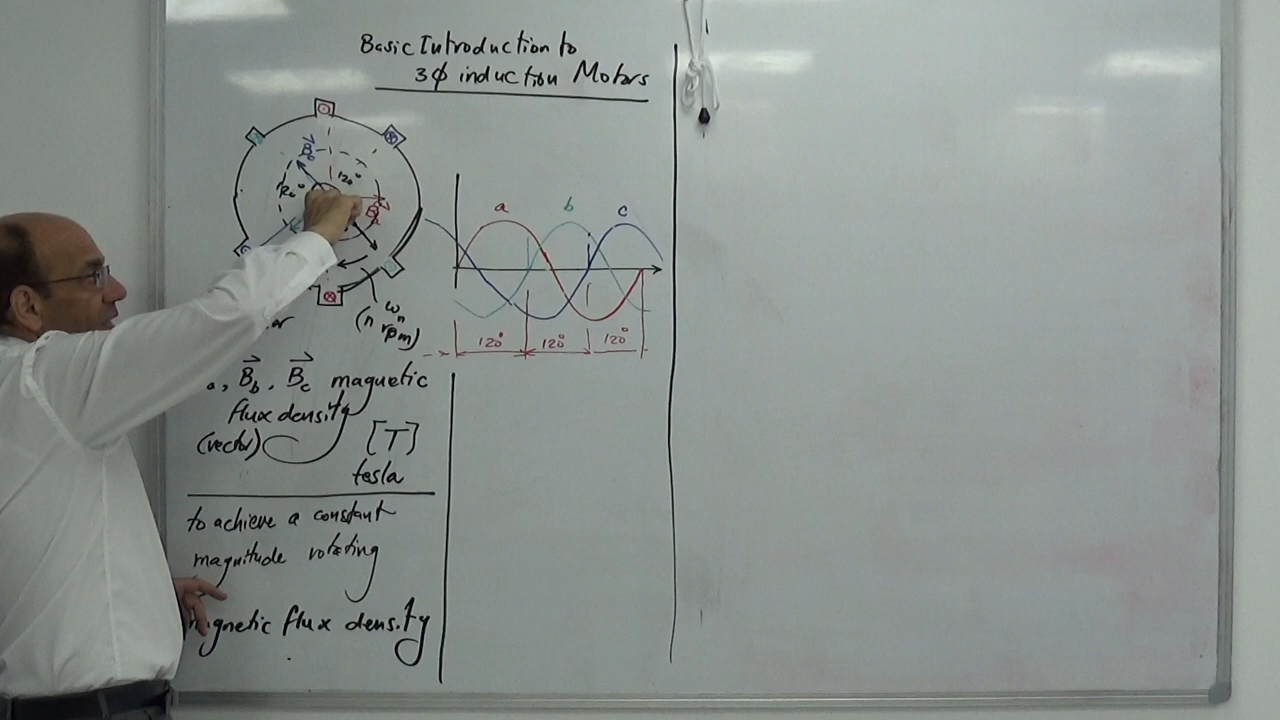 Basic Introduction to
3ϕ induction Motors
B⃗c
120°
a
b
c
ωn
(n rpm)
120° 120° 120°
a, B⃗b, B⃗c magnetic
flux density
(vector) [T]
tesla
to achieve a constant
magnitude rotating
magnetic flux density